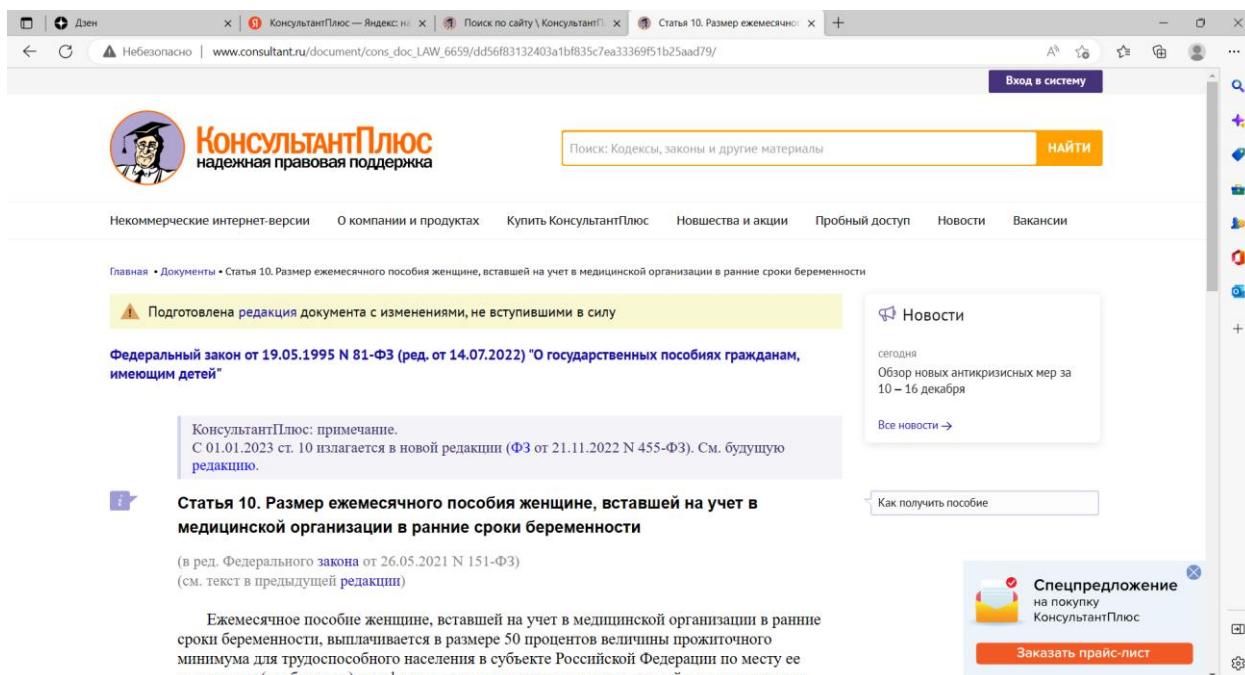 Дзен
КонсультантПлюс — Яндекс: на
Поиск по сайту \ КонсультантП
Статья 10. Размер ежемесячног
Небезопасно | www.consultant.ru/document/cons_doc_LAW_6659/dd56f83132403a1bf835c7ea33369f51b25aad79/
Вход в систему
КонсультантПлюс
надежная правовая поддержка
Поиск: Кодексы, законы и другие материалы
НАЙТИ
Некоммерческие интернет-версии О компании и продуктах Купить КонсультантПлюс Новшества и акции Пробный доступ Новости Вакансии
Главная • Документы • Статья 10. Размер ежемесячного пособия женщине, вставшей на учет в медицинской организации в ранние сроки беременности
Подготовлена редакция документа с изменениями, не вступившими в силу
Федеральный закон от 19.05.1995 N 81-ФЗ (ред. от 14.07.2022) "О государственных пособиях гражданам,
имеющим детей"
КонсультантПлюс: примечание.
С 01.01.2023 ст. 10 излагается в новой редакции (ФЗ от 21.11.2022 N 455-ФЗ). См. будущую
редакцию.
Статья 10. Размер ежемесячного пособия женщине, вставшей на учет в
медицинской организации в ранние сроки беременности
(в ред. Федерального закона от 26.05.2021 N 151-ФЗ)
(см. текст в предыдущей редакции)
Ежемесячное пособие женщине, вставшей на учет в медицинской организации в ранние
сроки беременности, выплачивается в размере 50 процентов величины прожиточного
минимума для трудоспособного населения в субъекте Российской Федерации по месту ее
Новости
сегодня
Обзор новых антикризисных мер за
10 – 16 декабря
Все новости →
Как получить пособие
Спецпредложение
на покупку
КонсультантПлюс
Заказать прайс-лист